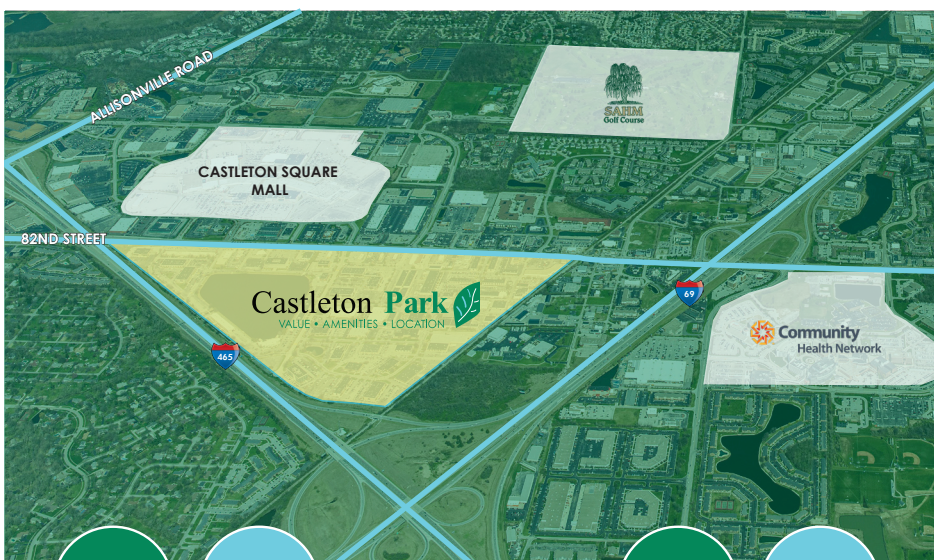 ALLISONVILLE ROAD
SAHM
Golf Course
CASTLETON SQUARE
MALL
82ND STREET
Castleton Park
VALUE • AMENITIES • LOCATION
69
465
Community
Health Network